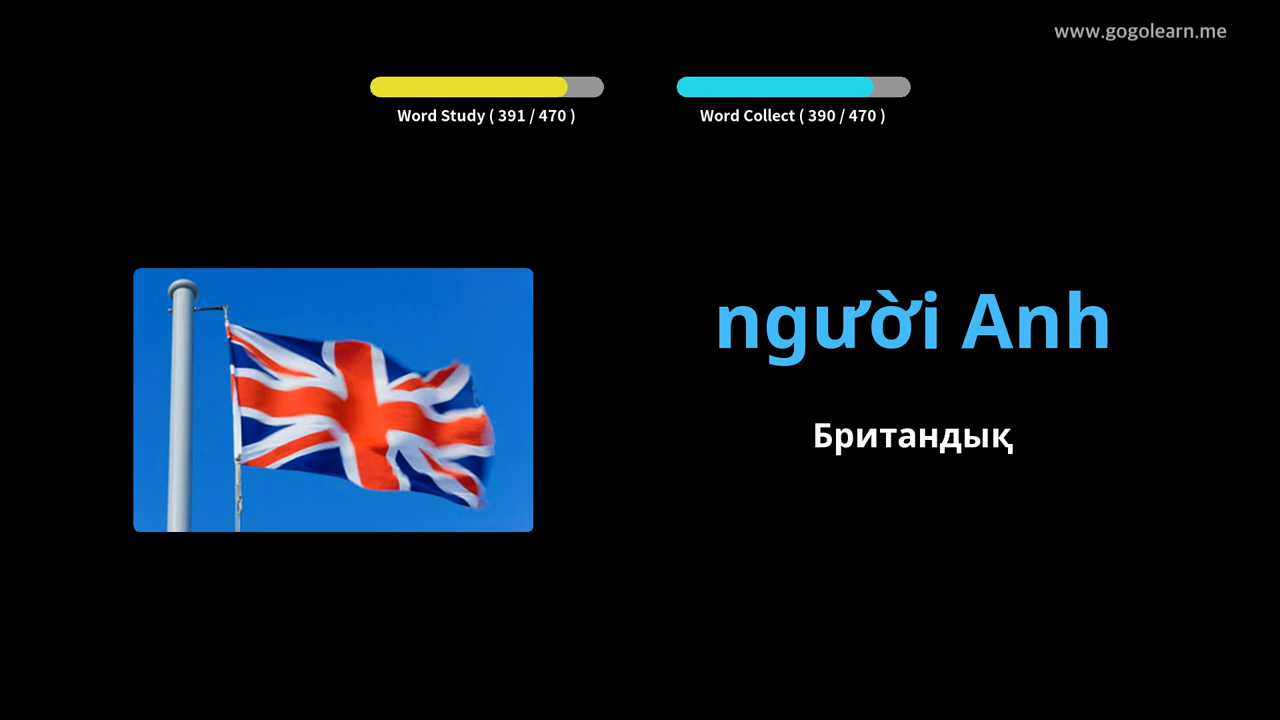 www.gogolearn.me
Word Study ( 391 / 470 )
Word Collect ( 390 / 470 )
người Anh
Британдық